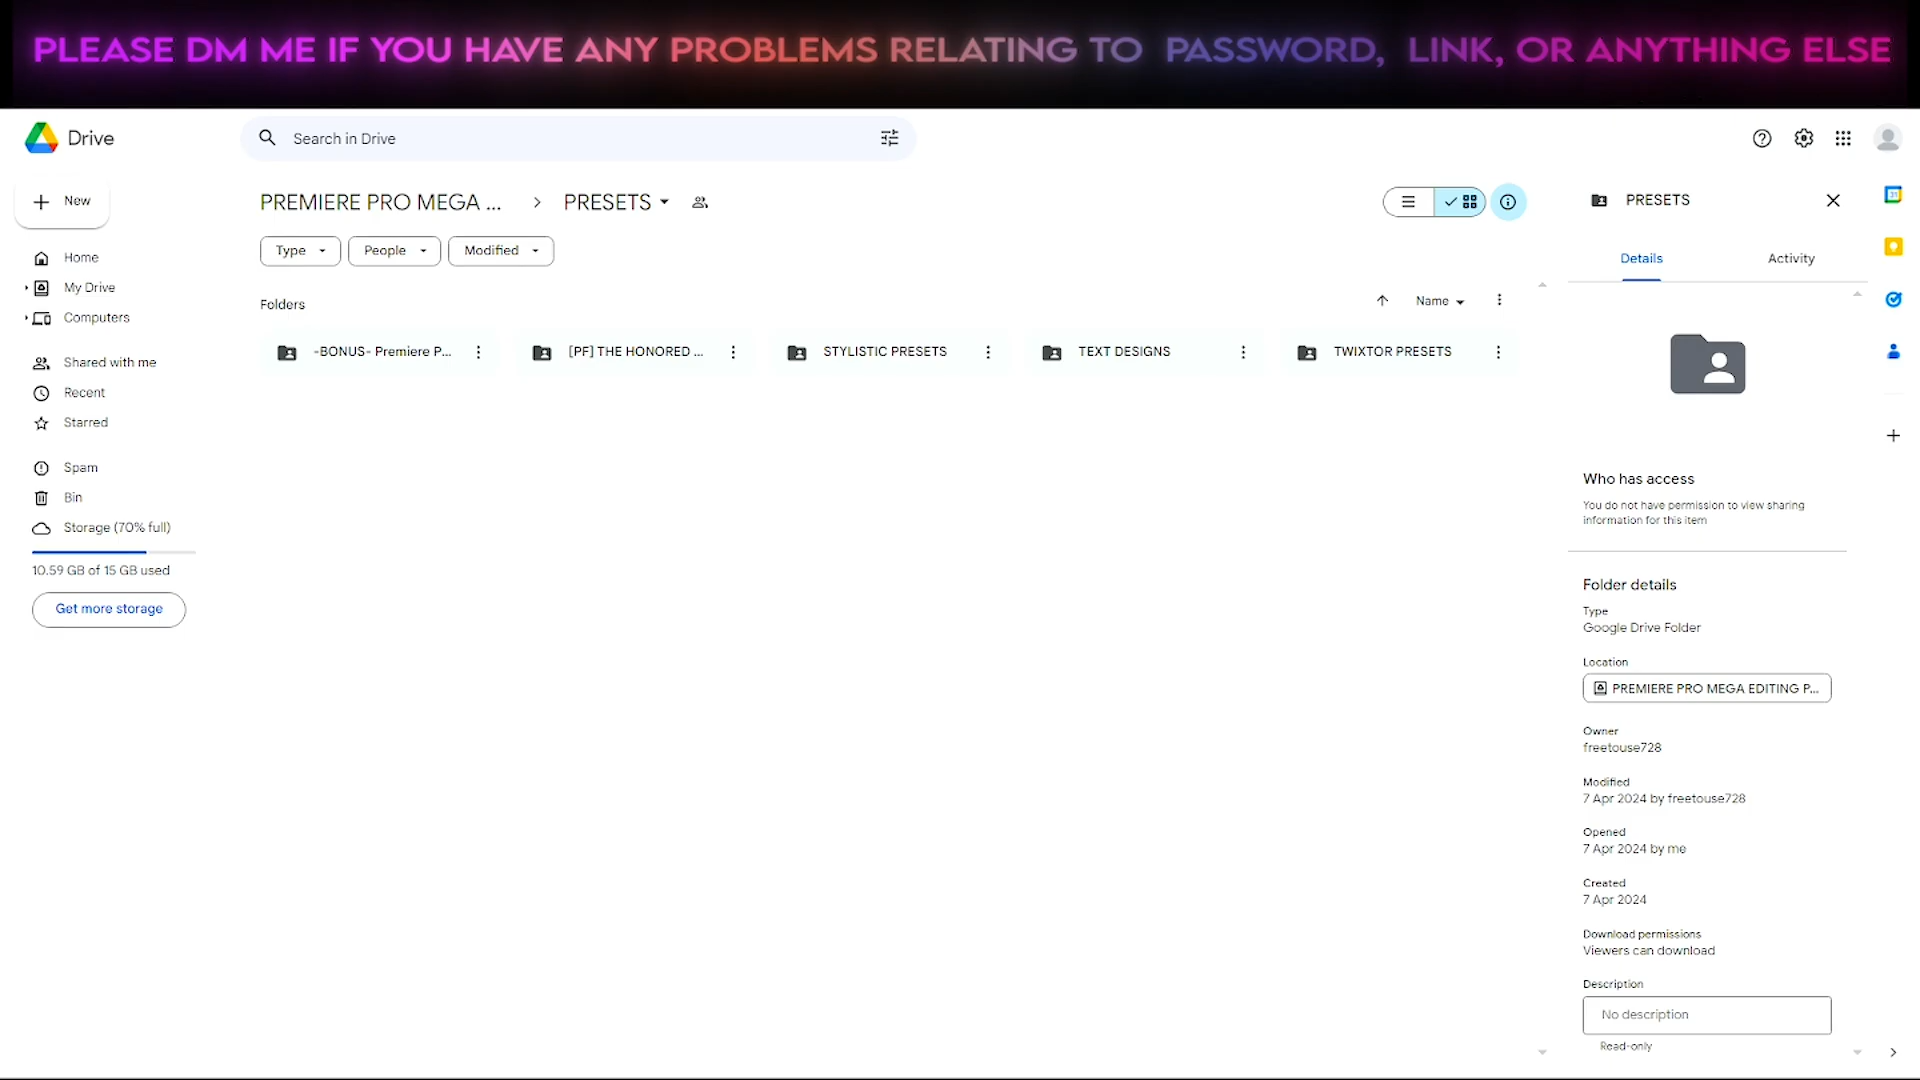 PLEASE DM ME IF YOU HAVE ANY PROBLEMS RELATING TO PASSWORD, LINK, OR ANYTHING ELSE
Drive
Search in Drive
New
PREMIERE PRO MEGA ... > PRESETS
Type
People
Modified
Home
My Drive
Computers
Shared with me
Recent
Starred
Spam
Bin
Storage (70% full)
10.59 GB of 15 GB used
Get more storage
Folders
Name
-BONUS- Premiere P...
[PF] THE HONORED ...
STYLISTIC PRESETS
TEXT DESIGNS
TWIXTOR PRESETS
PRESETS
Details
Activity
Who has access
You do not have permission to view sharing
information for this item
Folder details
Type
Google Drive Folder
Location
PREMIERE PRO MEGA EDITING P...
Owner
freetouse728
Modified
7 Apr 2024 by freetouse728
Opened
7 Apr 2024 by me
Created
7 Apr 2024
Download permissions
Viewers can download
Description
No description
Read-only